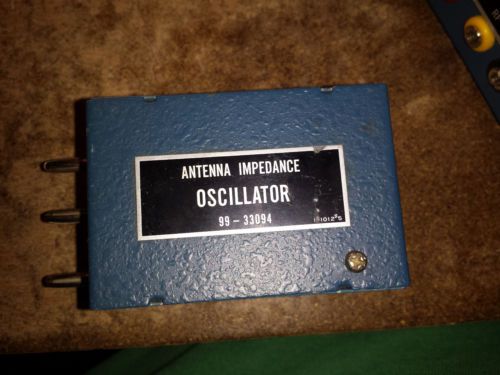 ANTENNA IMPEDANCE
OSCILLATOR
99-33094